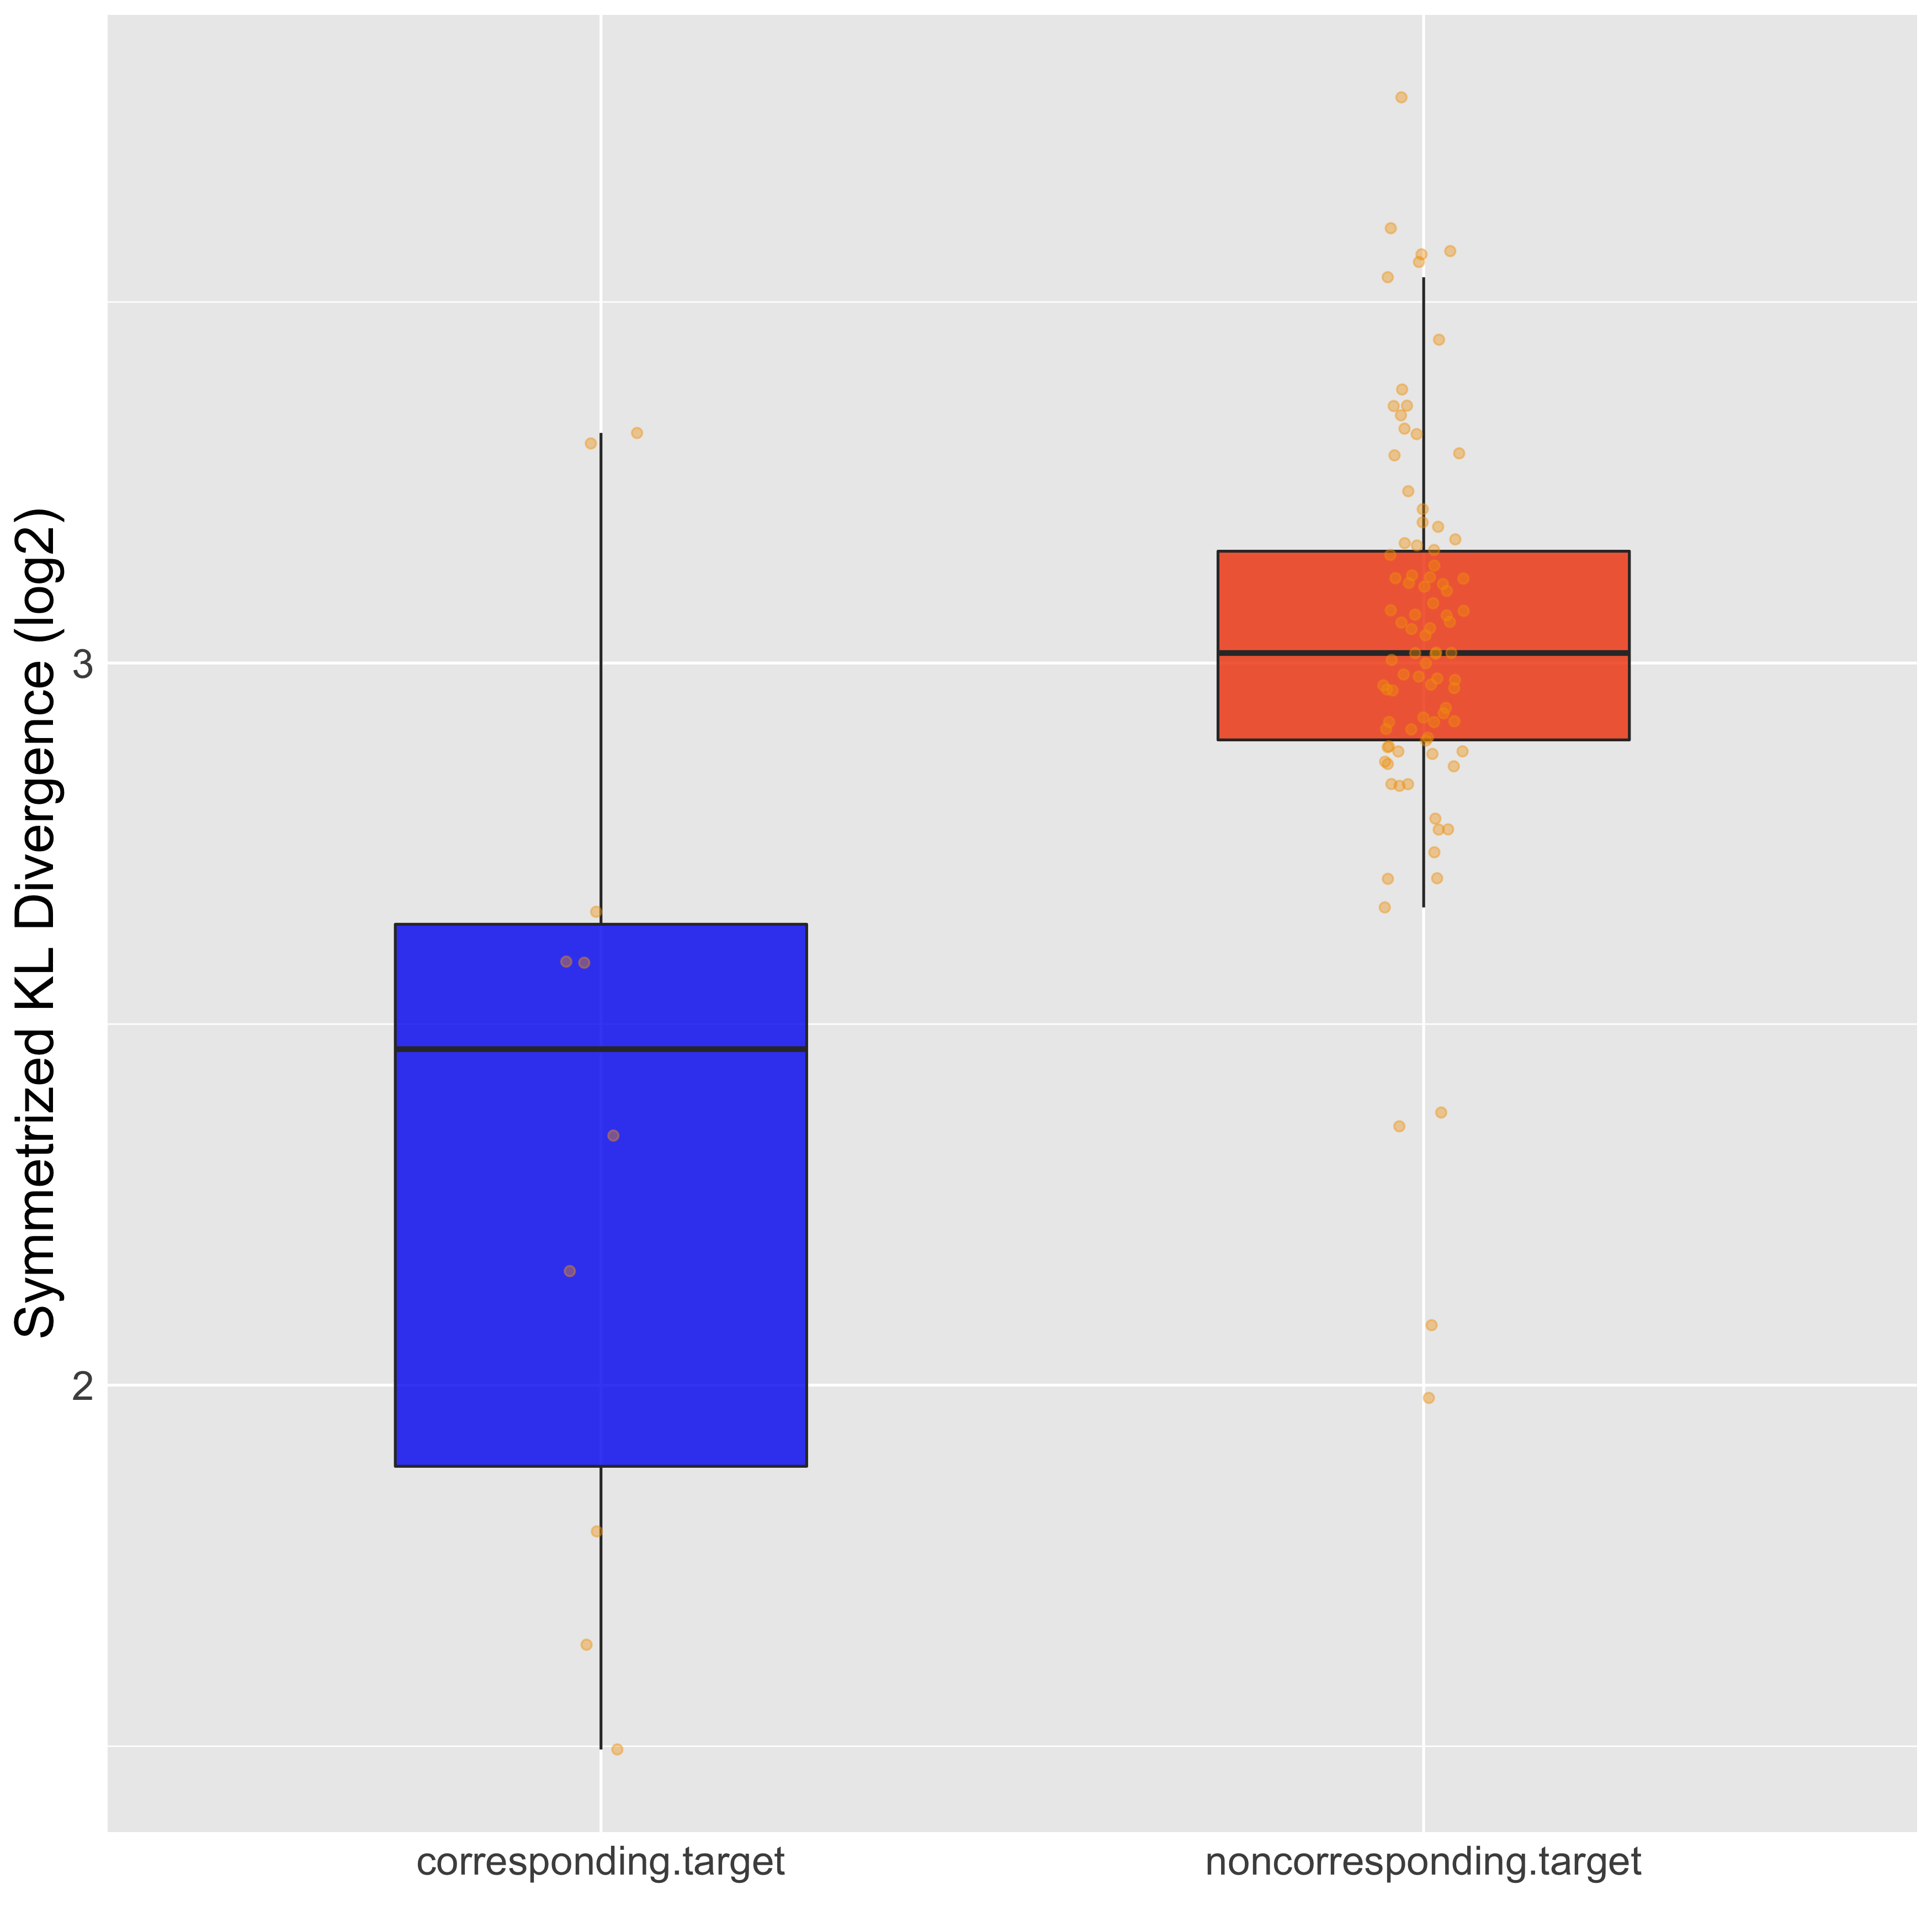 Symmetrized KL Divergence (log2)
3
2
corresponding.target
noncorresponding.target